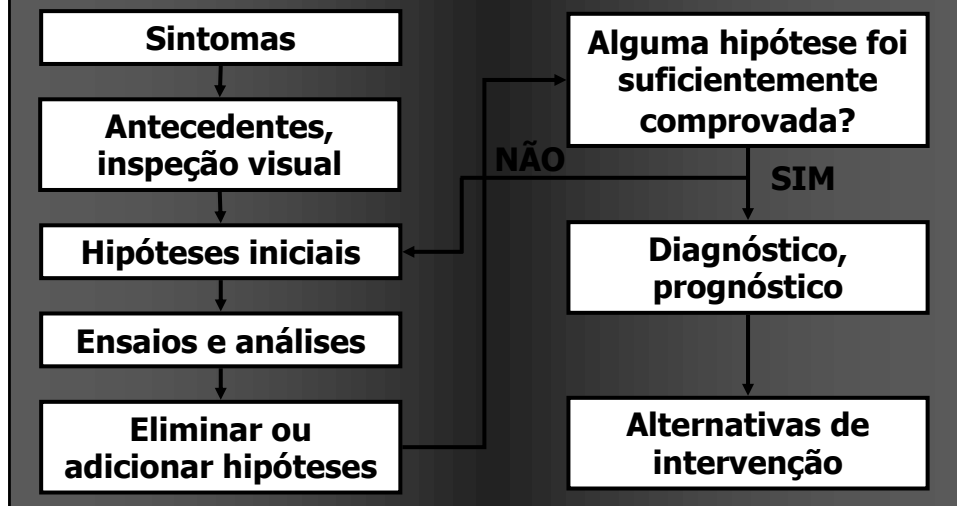 Sintomas
Antecedentes,
inspeção visual
Hipóteses iniciais
Ensaios e análises
Eliminar ou
adicionar hipóteses
Alguma hipótese foi
suficientemente
comprovada?
NÃO
SIM
Diagnóstico,
prognóstico
Alternativas de
intervenção